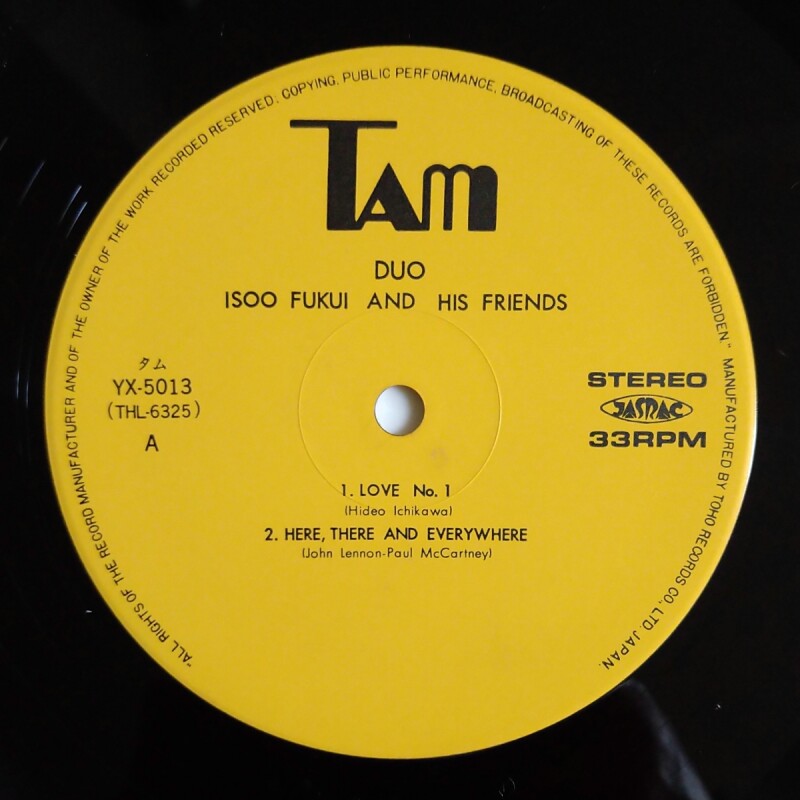 "ALL RIGHTS OF THE RECORD MANUFACTURER AND OF THE OWNER OF THE WORK RECORDED RESERVED. COPYING, PUBLIC PERFORMANCE, BROADCASTING OF THESE RECORDS ARE FORBIDDEN." MANUFACTURED BY TOHO RECORDS CO., LTD. JAPAN.
TAM
DUO
ISOO FUKUI AND HIS FRIENDS
タム
YX-5013
(THL-6325)
A
STEREO
JASRAC
33RPM
1. LOVE No. 1
(Hideo Ichikawa)
2. HERE, THERE AND EVERYWHERE
(John Lennon-Paul McCartney)